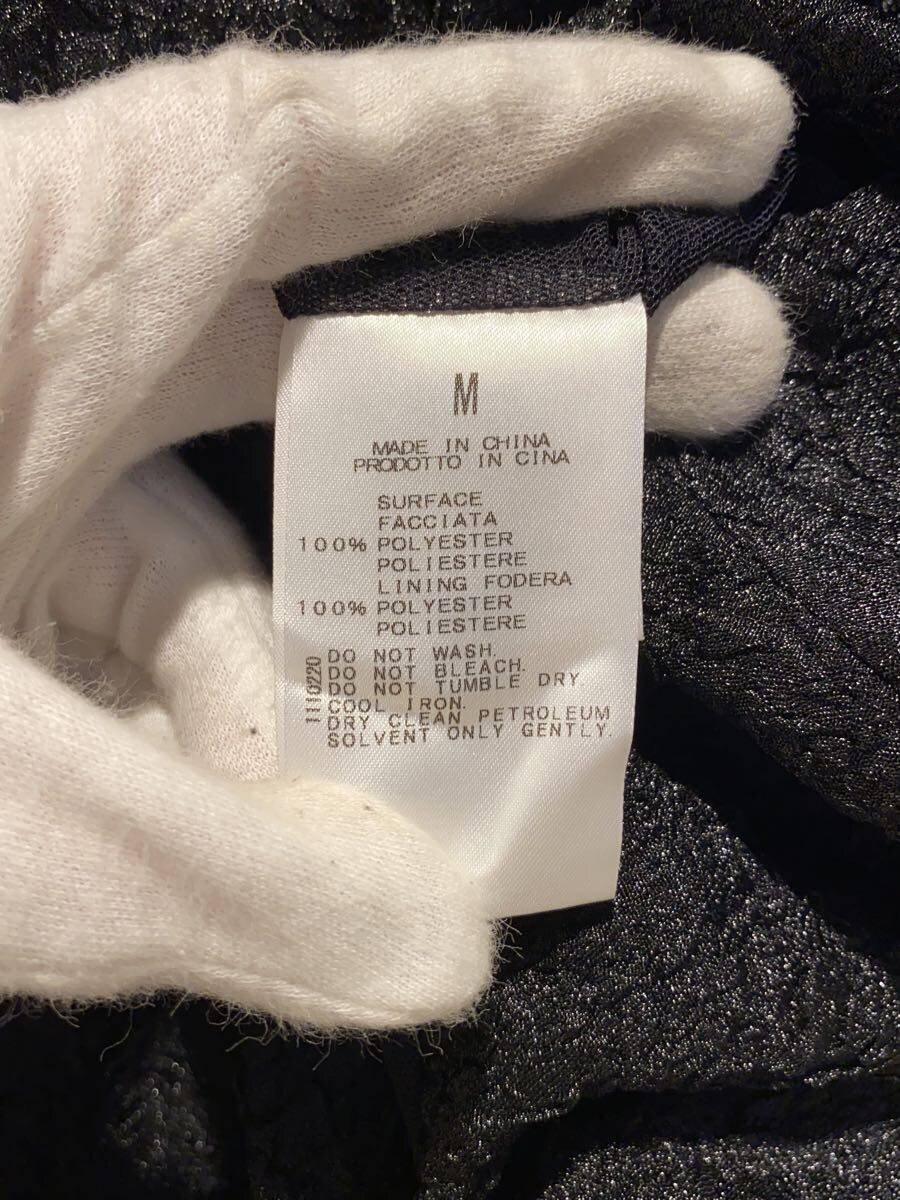 M
MADE IN CHINA
PRODOTTO IN CINA
SURFACE
FACCIATA
100% POLYESTER
POLIESTERE
LINING FODERA
100% POLYESTER
POLIESTERE
DO NOT WASH.
DO NOT BLEACH.
DO NOT TUMBLE DRY
COOL IRON.
DRY CLEAN PETROLEUM
SOLVENT ONLY GENTLY.
1110220